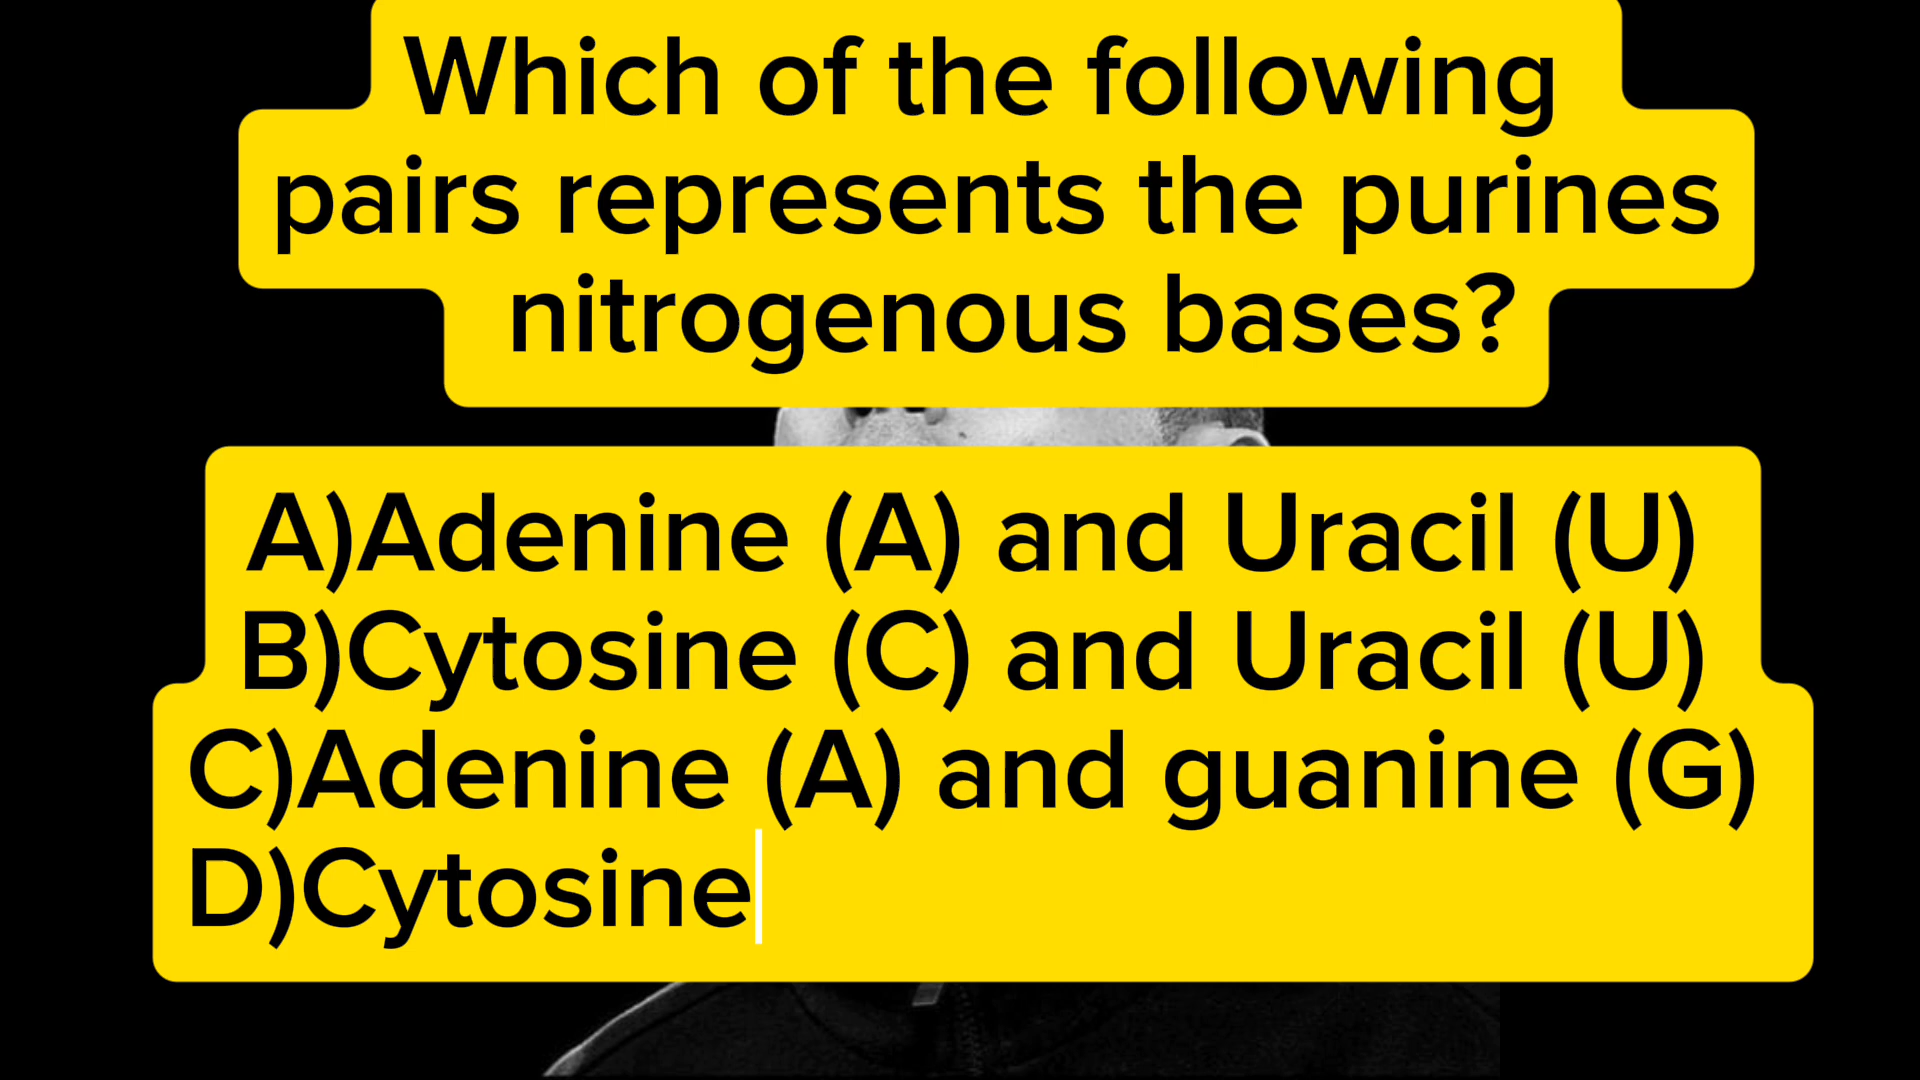 Which of the following
pairs represents the purines
nitrogenous bases?
A)Adenine (A) and Uracil (U)
B)Cytosine (C) and Uracil (U)
C)Adenine (A) and guanine (G)
D)Cytosine